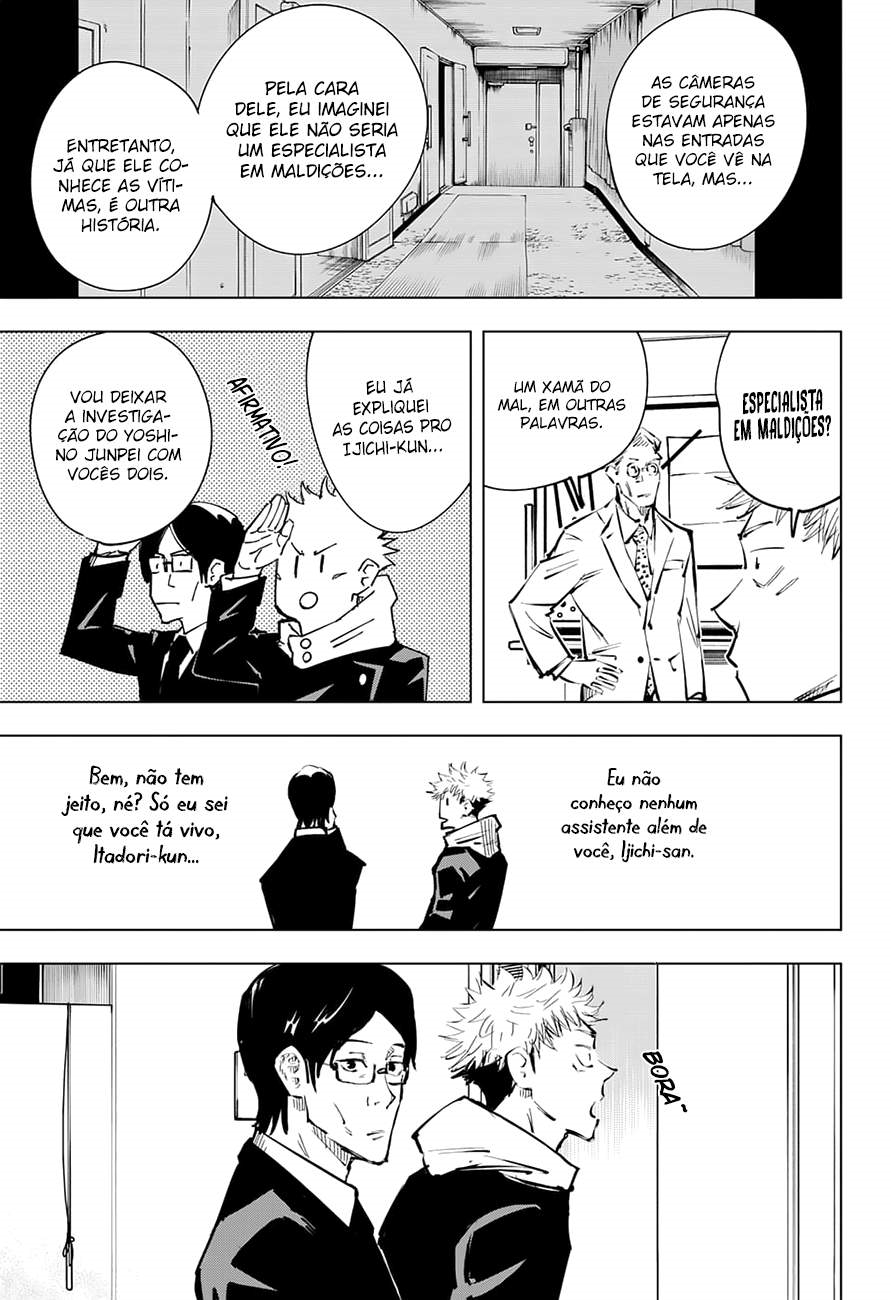 AS CÂMERAS
DE SEGURANÇA
ESTAVAM APENAS
NAS ENTRADAS
QUE VOCÊ VÊ NA
TELA, MAS...
PELA CARA
DELE, EU IMAGINEI
QUE ELE NÃO SERIA
UM ESPECIALISTA
EM MALDIÇÕES...
ENTRETANTO,
JÁ QUE ELE CO-
NHECE AS VÍTI-
MAS, É OUTRA
HISTÓRIA.
ESPECIALISTA
EM MALDIÇÕES?
UM XAMÃ DO
MAL, EM OUTRAS
PALAVRAS.
EU JÁ
EXPLIQUEI
AS COISAS PRO
IJICHI-KUN...
AFIRMATIVO!
VOU DEIXAR
A INVESTIGA-
ÇÃO DO YOSHI-
NO JUNPEI COM
VOCÊS DOIS.
Eu não
conheço nenhum
assistente além de
você, Ijichi-san.
Bem, não tem
jeito, né? Só eu sei
que você tá vivo,
Itadori-kun...
BORA~